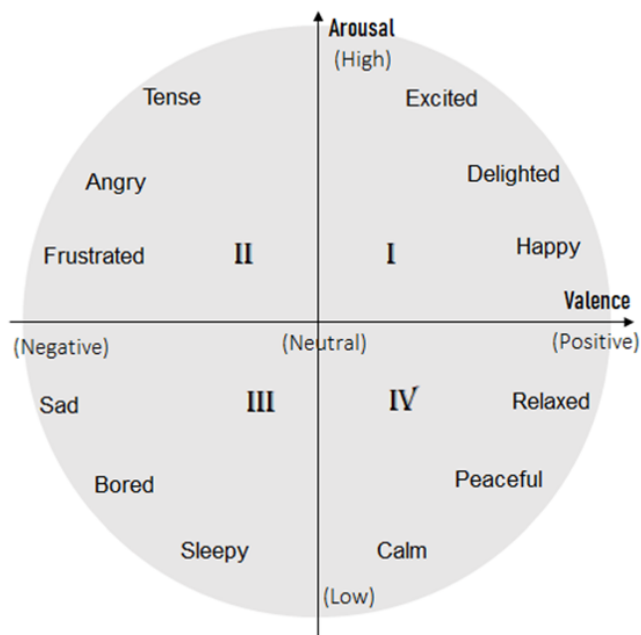 Arousal
(High)
Tense
Excited
Angry
Delighted
Frustrated
II
I
Happy
Valence
(Negative)
(Neutral)
(Positive)
Sad
III
IV
Relaxed
Bored
Peaceful
Sleepy
Calm
(Low)